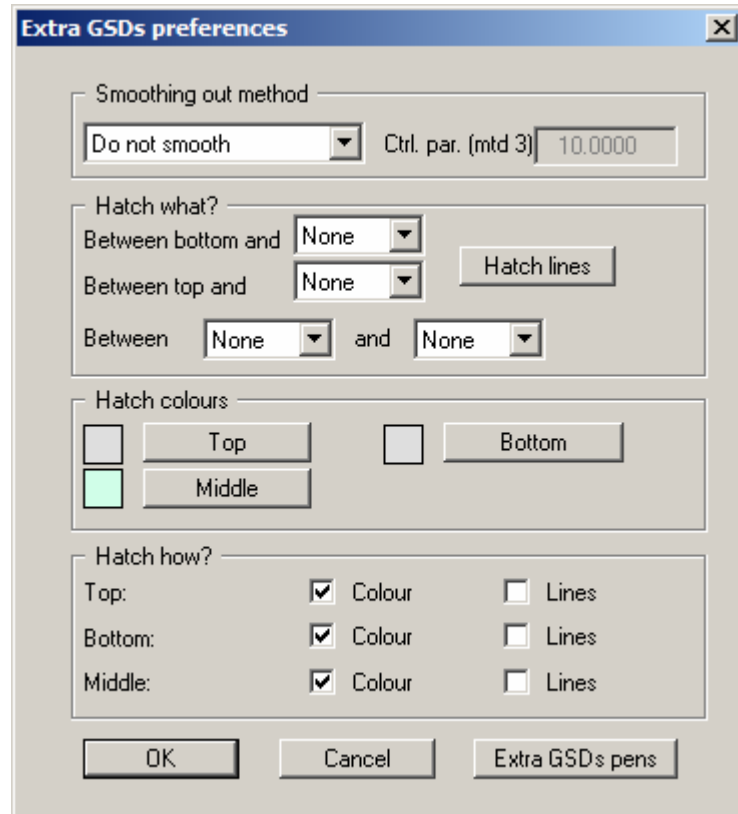 Extra GSDs preferences
Smoothing out method
Do not smooth Ctrl. par. (mtd 3) 10.0000
Hatch what?
Between bottom and None
Hatch lines
Between top and None
Between None and None
Hatch colours
Top Bottom
Middle
Hatch how?
Top: Colour Lines
Bottom: Colour Lines
Middle: Colour Lines
OK Cancel Extra GSDs pens